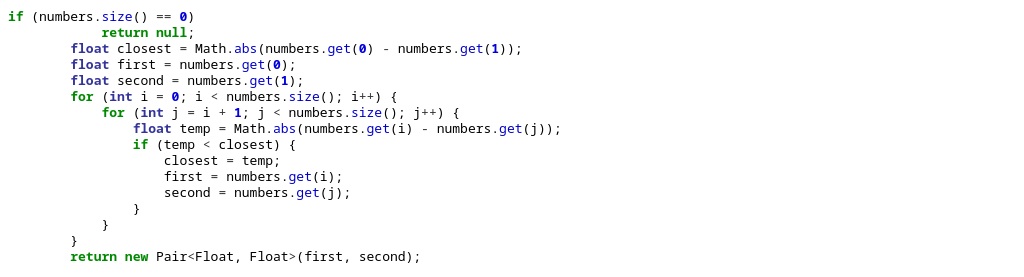 if (numbers.size() == 0)
            return null;
        float closest = Math.abs(numbers.get(0) - numbers.get(1));
        float first = numbers.get(0);
        float second = numbers.get(1);
        for (int i = 0; i < numbers.size(); i++) {
            for (int j = i + 1; j < numbers.size(); j++) {
                float temp = Math.abs(numbers.get(i) - numbers.get(j));
                if (temp < closest) {
                    closest = temp;
                    first = numbers.get(i);
                    second = numbers.get(j);
                }
            }
        }
        return new Pair<Float, Float>(first, second);